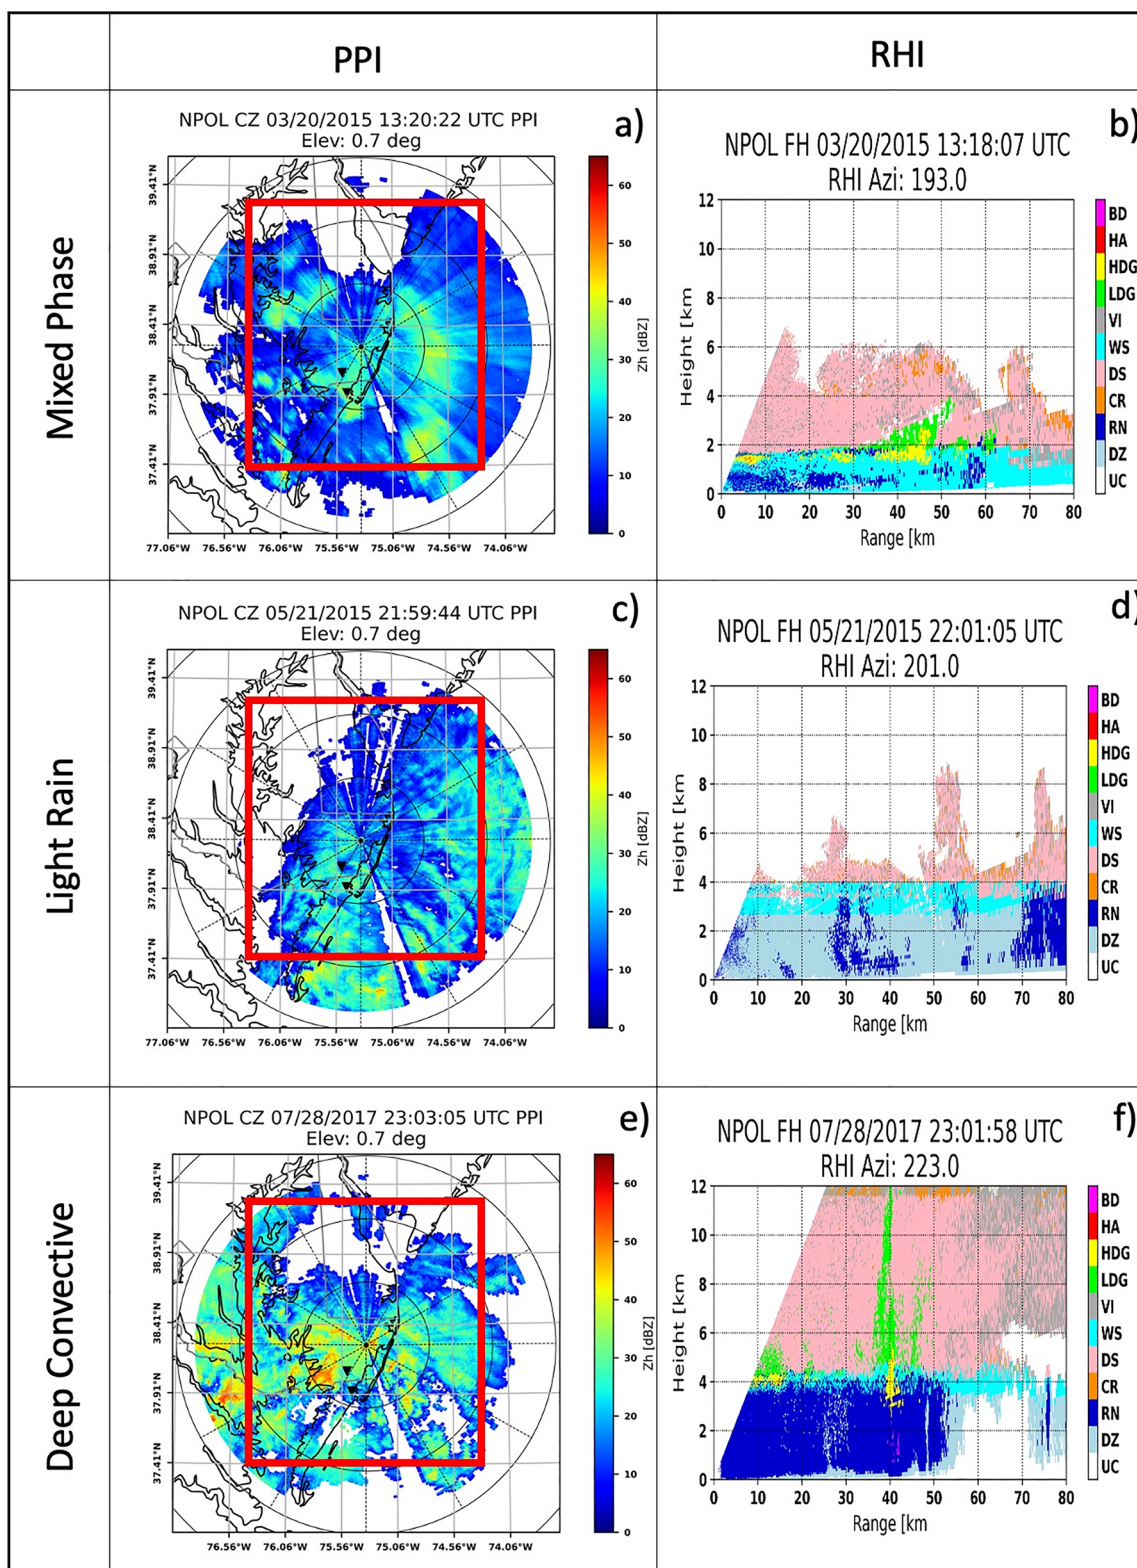 PPI
RHI
Mixed Phase
NPOL CZ 03/20/2015 13:20:22 UTC PPI
Elev: 0.7 deg
a)
39.41°N
38.91°N
38.41°N
37.91°N
37.41°N
77.06°W 76.56°W 76.06°W 75.56°W 75.06°W 74.56°W 74.06°W
60
50
40
30
20
10
0
Zh [dBZ]
b)
NPOL FH 03/20/2015 13:18:07 UTC
RHI Azi: 193.0
Height [km]
12
10
8
6
4
2
0
0 10 20 30 40 50 60 70 80
Range [km
BD
HA
HDG
LDG
VI
WS
DS
CR
RN
DZ
UC
Light Rain
NPOL CZ 05/21/2015 21:59:44 UTC PPI
Elev: 0.7 deg
c)
39.41°N
38.91°N
38.41°N
37.91°N
37.41°N
77.06°W 76.56°W 76.06°W 75.56°W 75.06°W 74.56°W 74.06°W
60
50
40
30
20
10
0
Zh [dBZ]
d)
NPOL FH 05/21/2015 22:01:05 UTC
RHI Azi: 201.0
Height [km]
12
10
8
6
4
2
0
0 10 20 30 40 50 60 70 80
Range [km
BD
HA
HDG
LDG
VI
WS
DS
CR
RN
DZ
UC
Deep Convective
NPOL CZ 07/28/2017 23:03:05 UTC PPI
Elev: 0.7 deg
e)
39.41°N
38.91°N
38.41°N
37.91°N
37.41°N
76.56°W 76.06°W 75.56°W 75.06°W 74.56°W 74.06°W
60
50
40
30
20
10
0
Zh [dBZ]
f)
NPOL FH 07/28/2017 23:01:58 UTC
RHI Azi: 223.0
Height [km]
12
10
8
6
4
2
0
0 10 20 30 40 50 60 70 80
Range [km
BD
HA
HDG
LDG
VI
WS
DS
CR
RN
DZ
UC